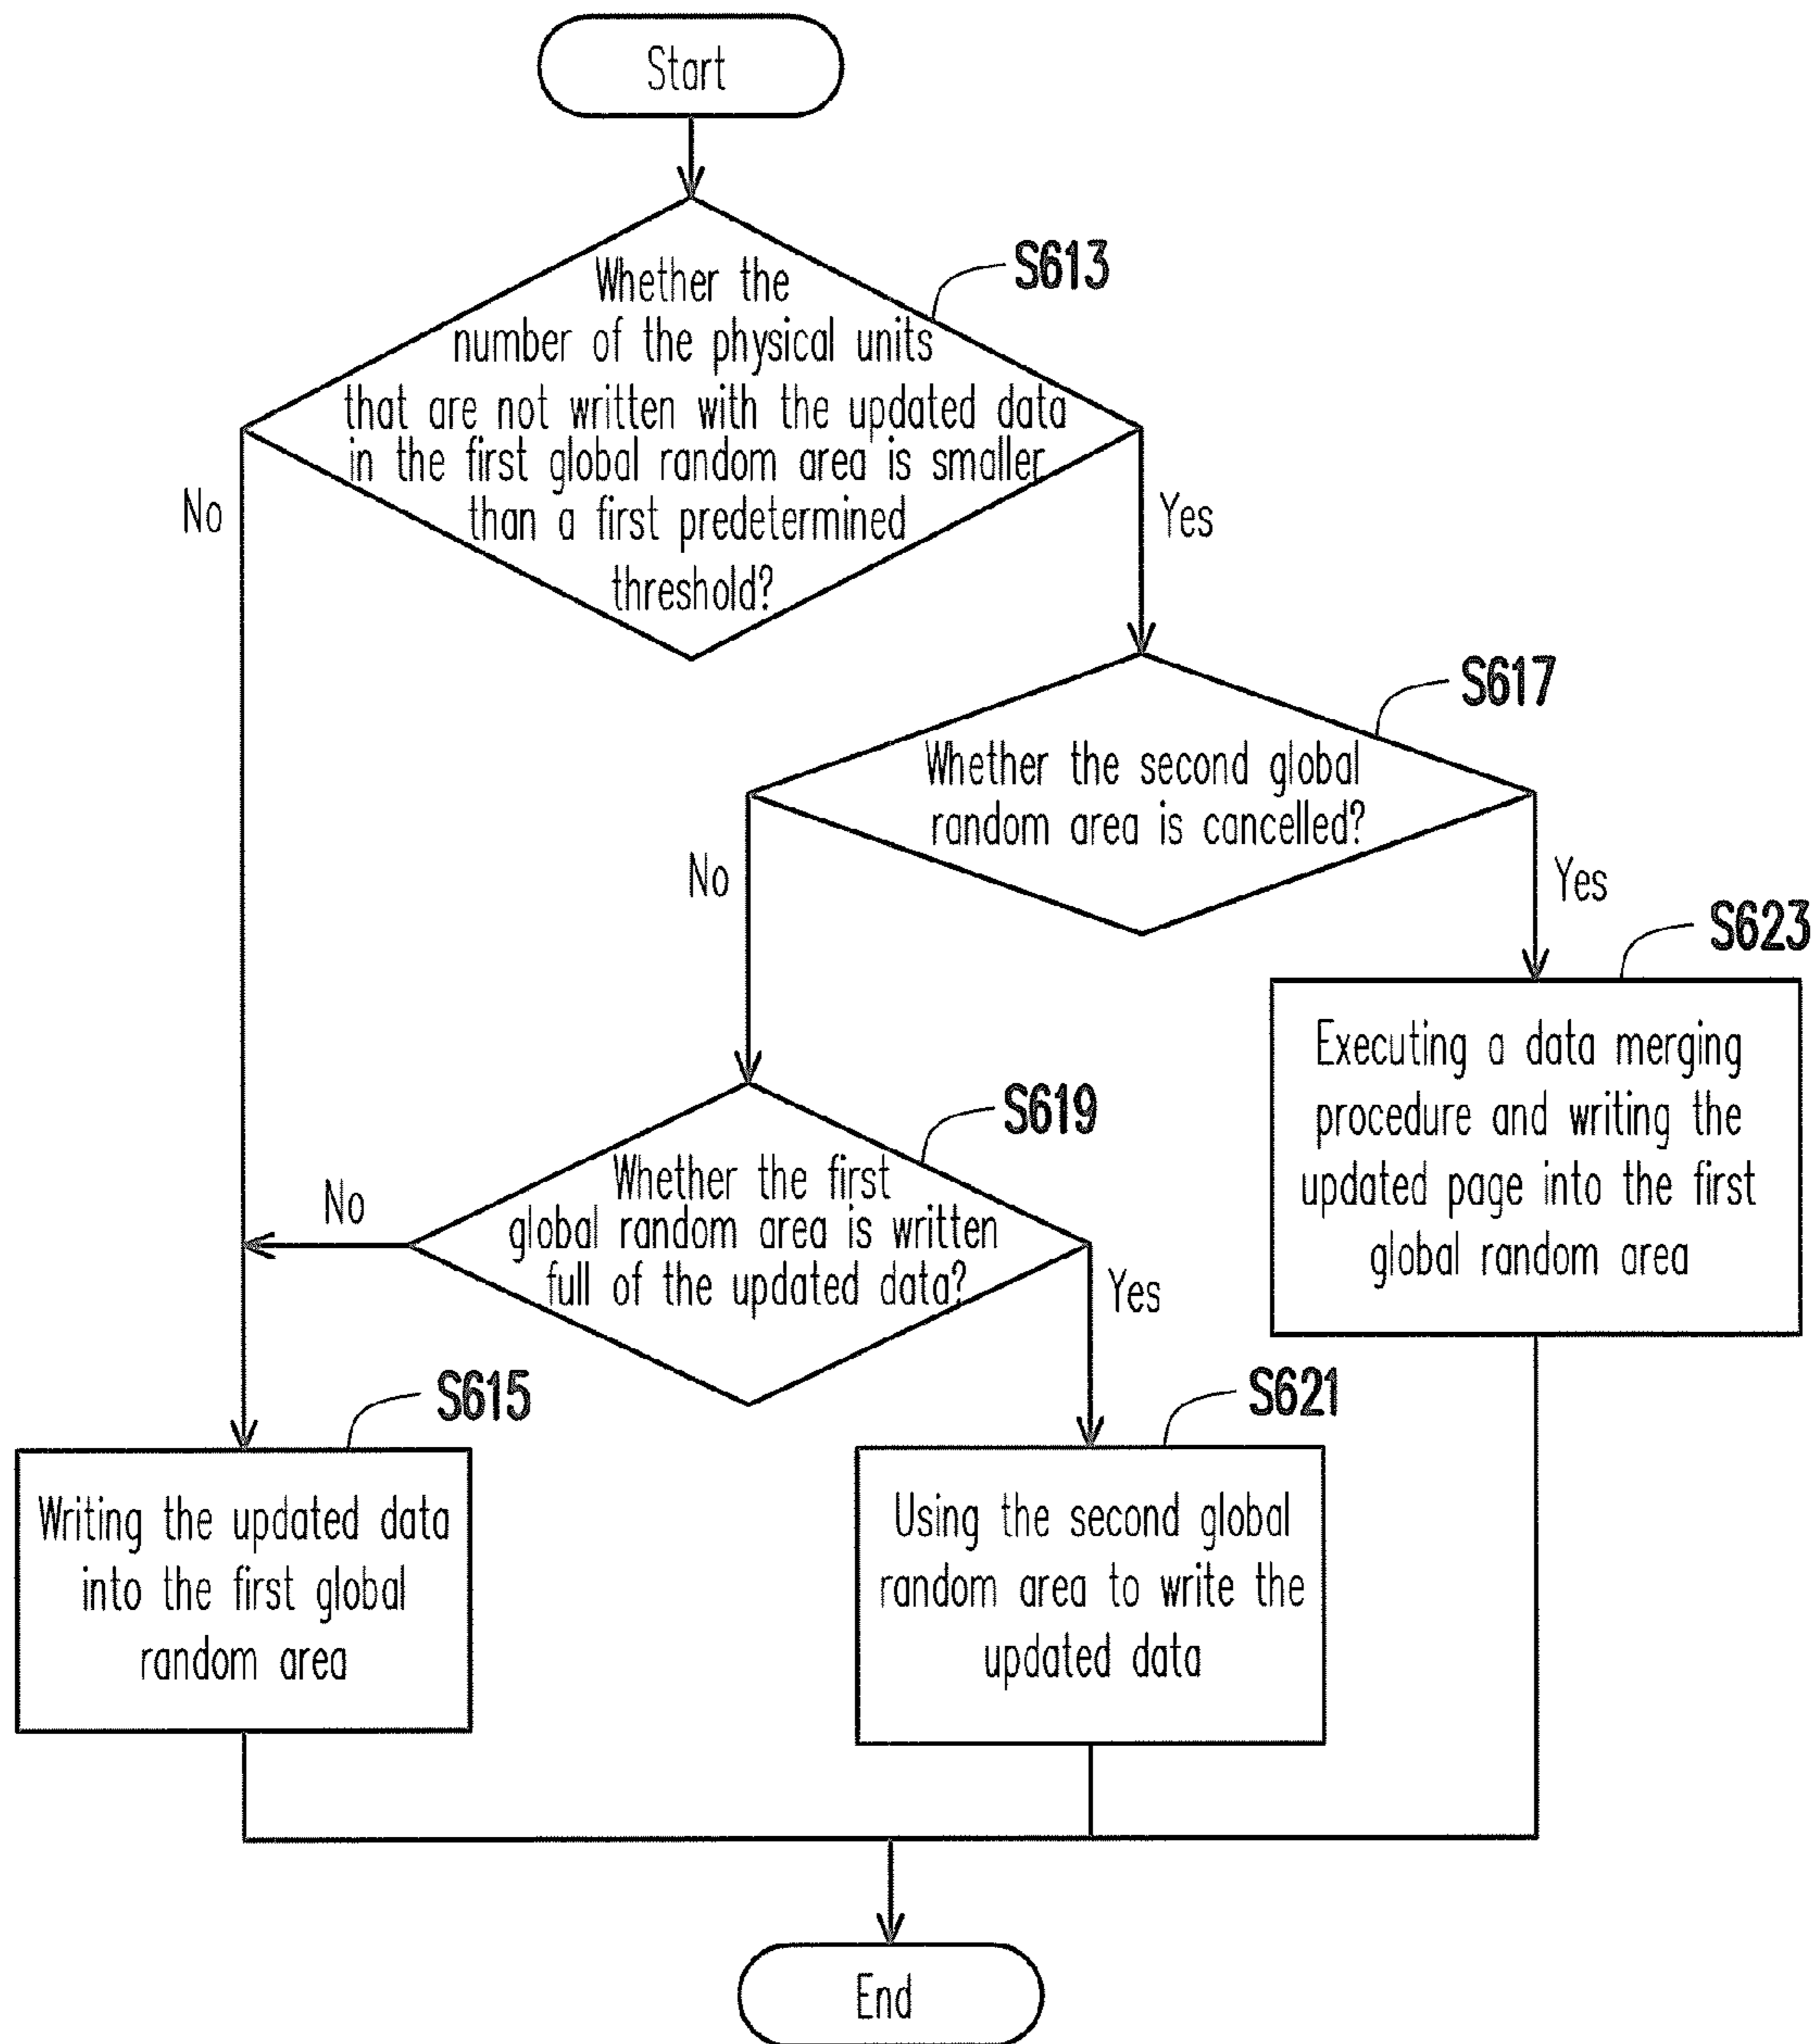 Start
S613
Whether the
number of the physical units
that are not written with the updated data
in the first global random area is smaller
than a first predetermined
threshold?
No
Yes
S617
Whether the second global
random area is cancelled?
No
Yes
S623
Executing a data merging
procedure and writing the
updated page into the first
global random area
S619
Whether the first
global random area is written
full of the updated data?
No
Yes
S615
Writing the updated data
into the first global
random area
S621
Using the second global
random area to write the
updated data
End